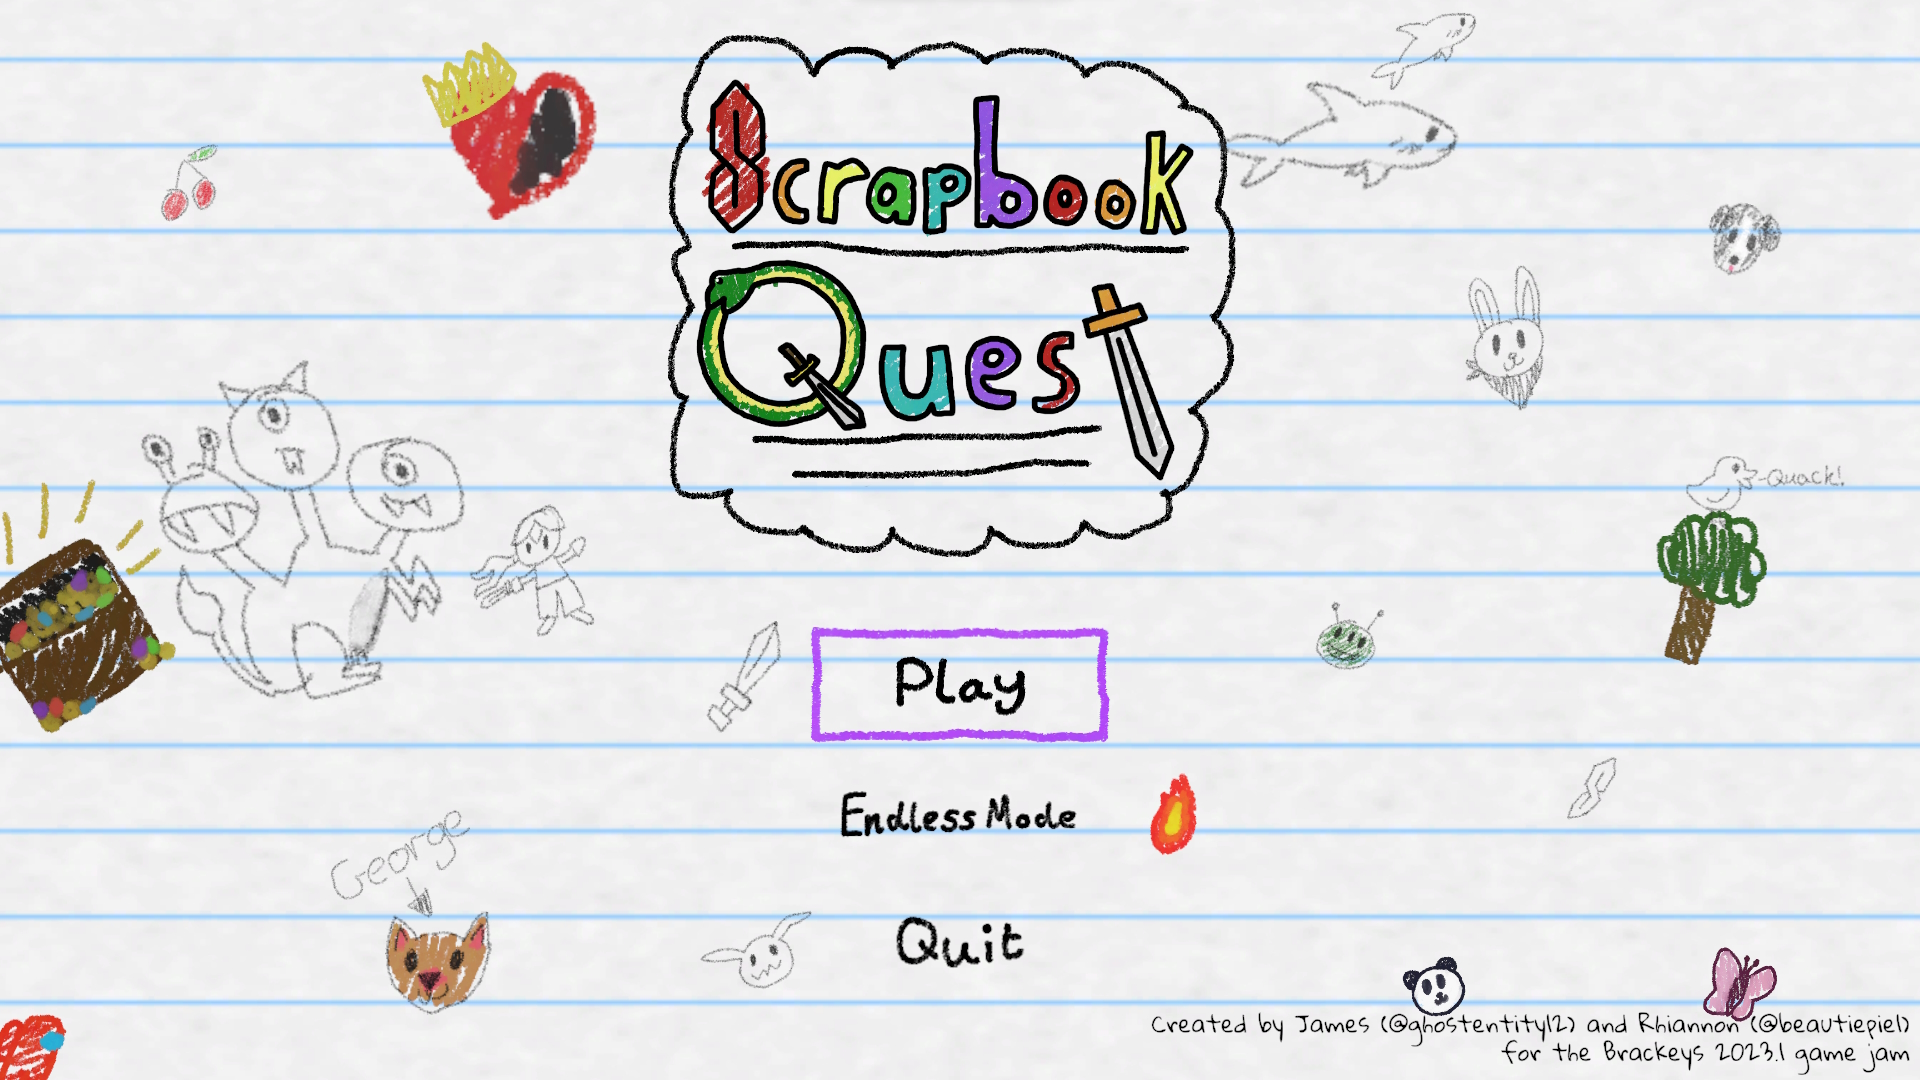 Scrapbook
Quest
-Quack!
Play
Endless Mode
George
Quit
Created by James (@ghostentity12) and Rhiannon (@beautiepie1)
for the Brackeys 2023.1 game jam